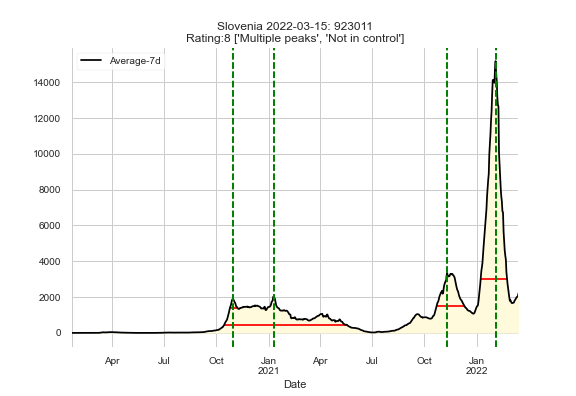 Slovenia 2022-03-15: 923011
Rating:8 ['Multiple peaks', 'Not in control']
Average-7d
14000
12000
10000
8000
6000
4000
2000
0
Apr Jul Oct Jan Apr Jul Oct Jan
2021 2022
Date